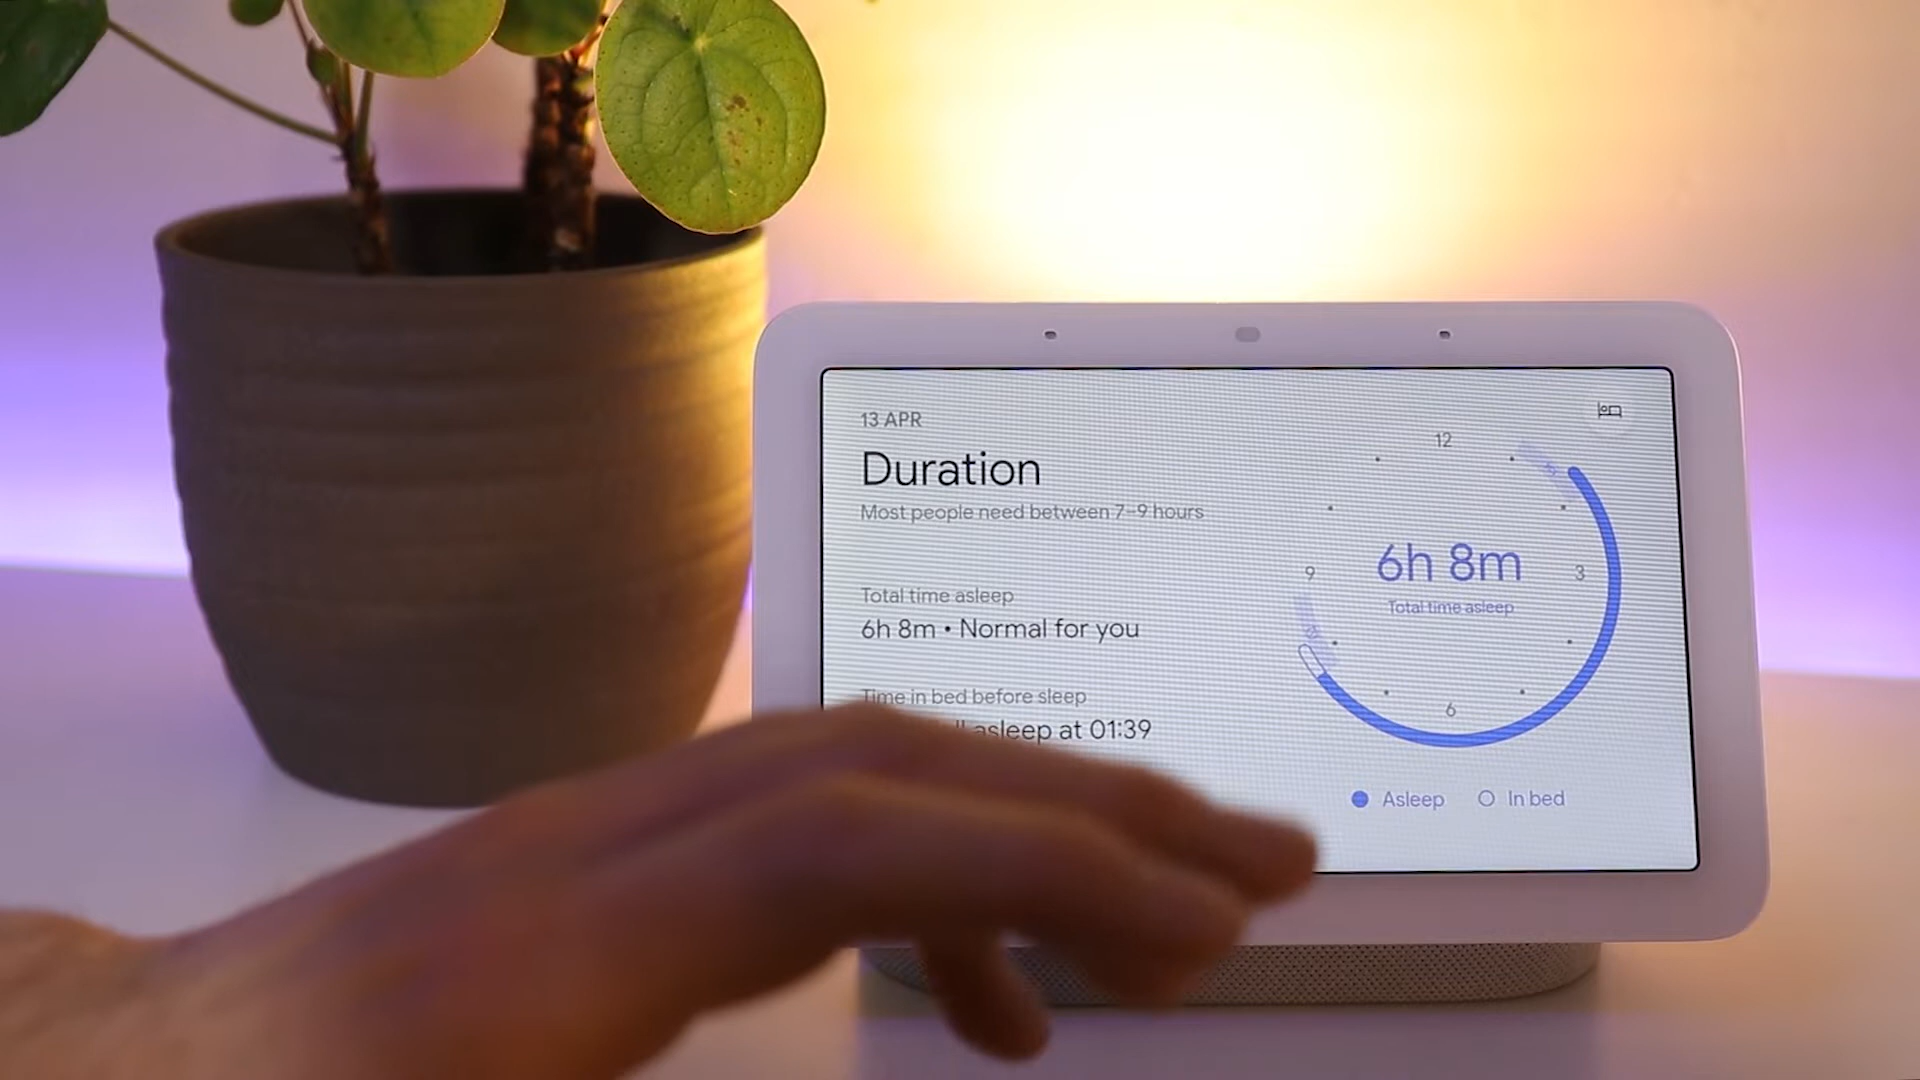 13 APR
Duration
Most people need between 7–9 hours
Total time asleep
6h 8m • Normal for you
Time in bed before sleep
asleep at 01:39
12
9
3
6
6h 8m
Total time asleep
Asleep
In bed